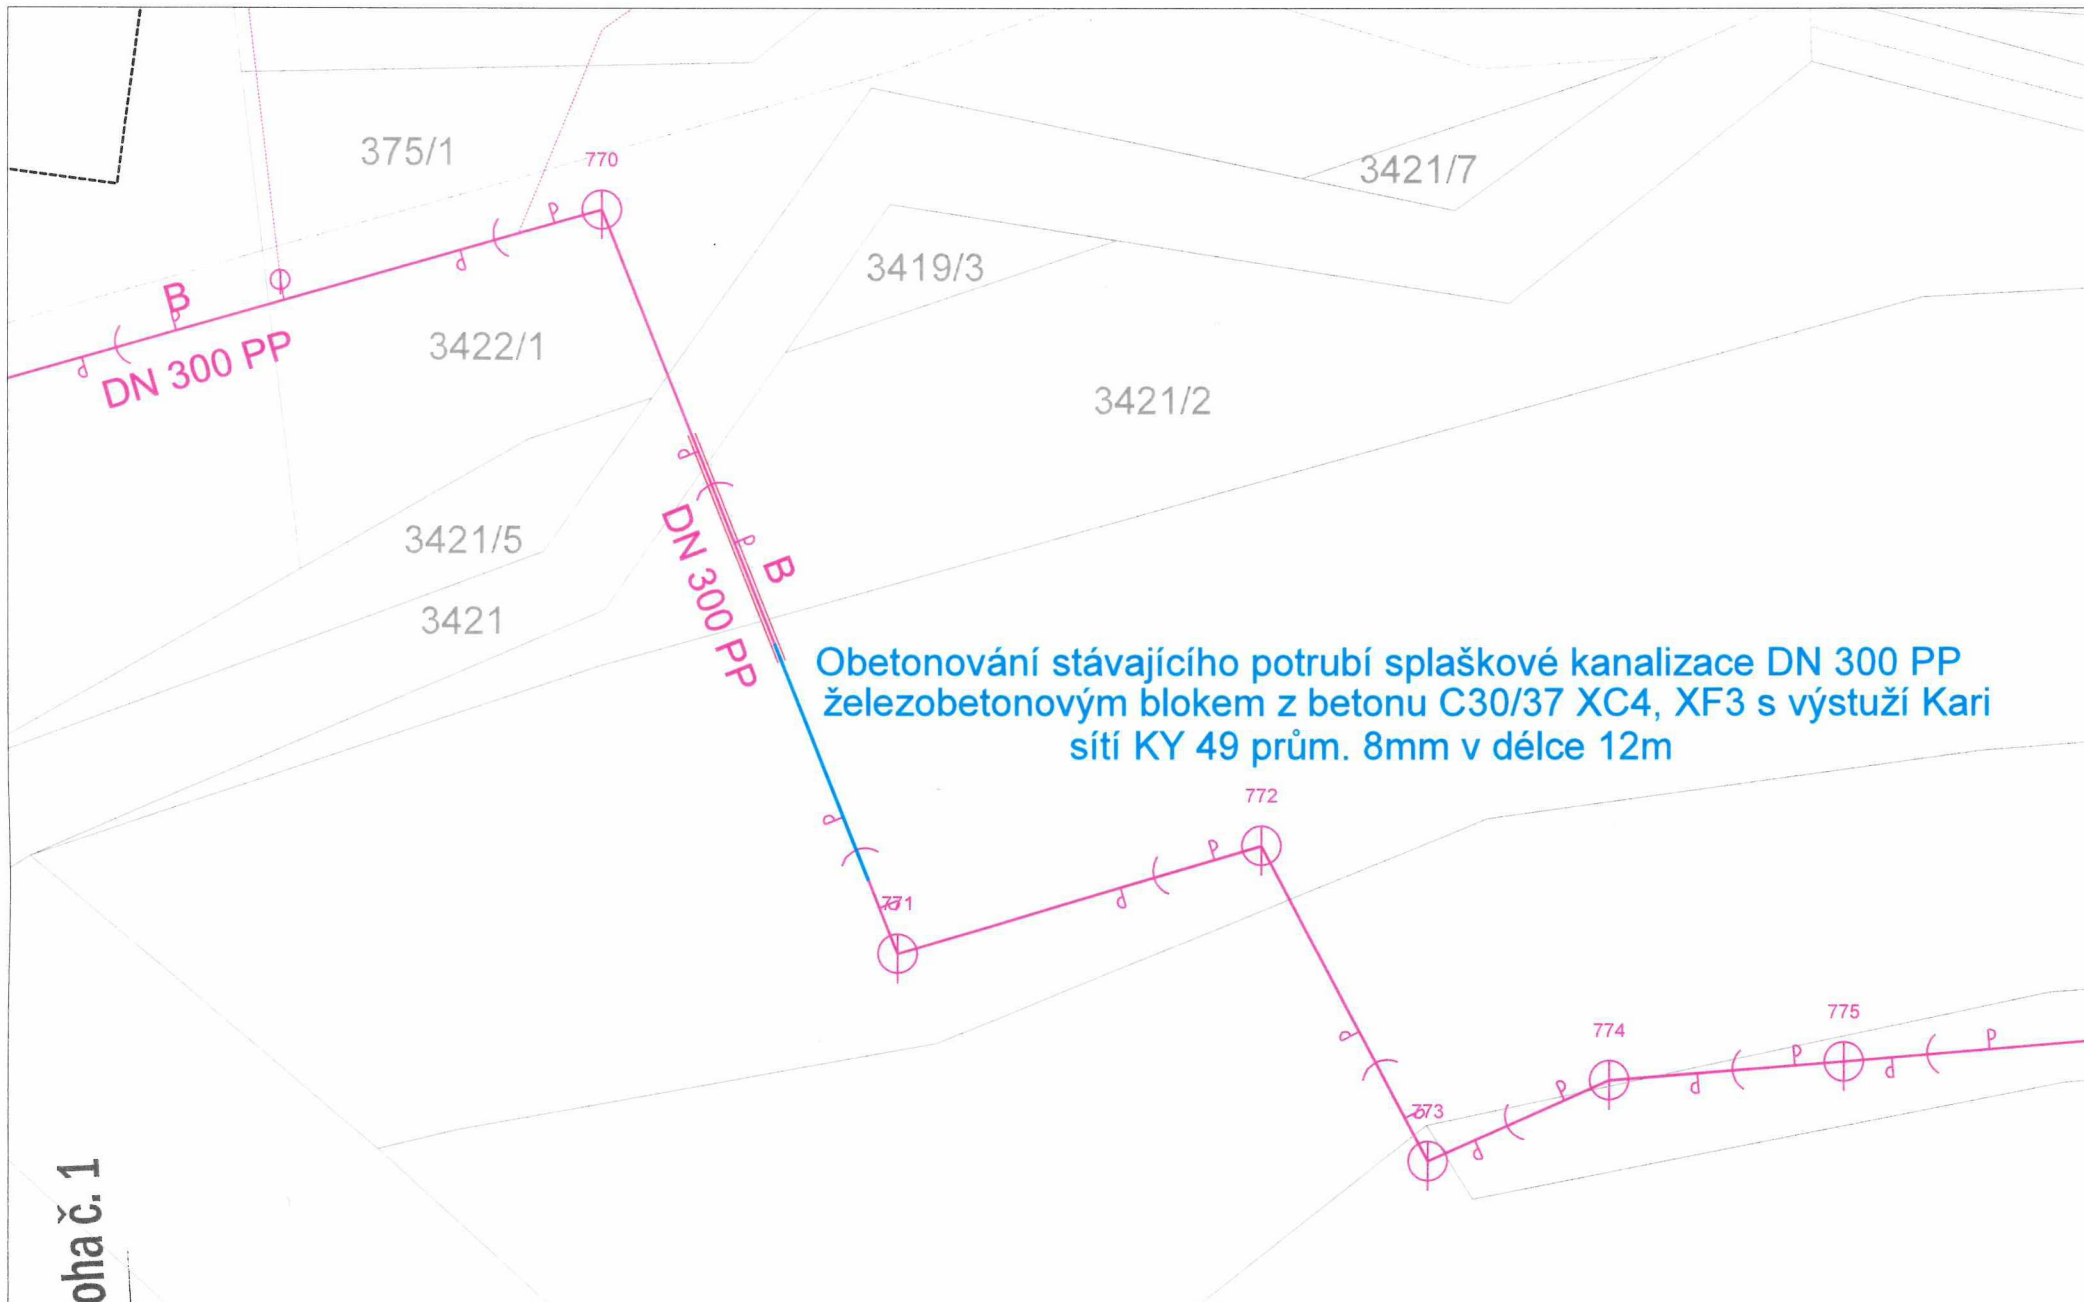 375/1
770
3421/7
3419/3
B
DN 300 PP
3422/1
3421/2
3421/5
3421
DN 300 PP
B
Obetonování stávajícího potrubí splaškové kanalizace DN 300 PP
železobetonovým blokem z betonu C30/37 XC4, XF3 s výstuží Kari
sítí KY 49 prům. 8mm v délce 12m
772
771
775
774
773
oha č. 1